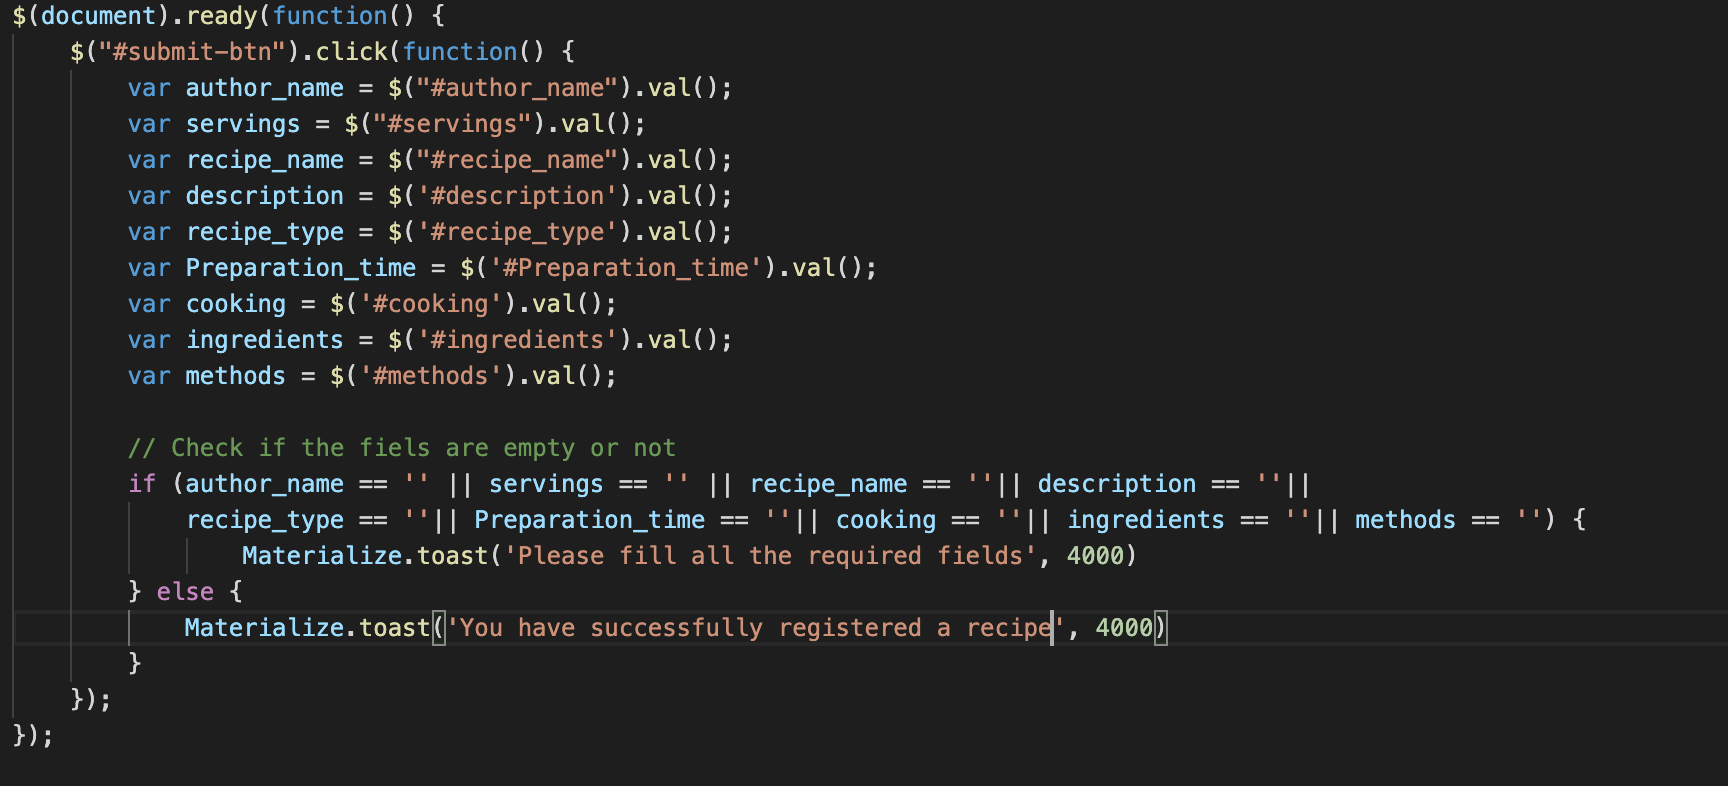 $(document).ready(function() {
    $("#submit-btn").click(function() {
        var author_name = $("#author_name").val();
        var servings = $("#servings").val();
        var recipe_name = $("#recipe_name").val();
        var description = $('#description').val();
        var recipe_type = $('#recipe_type').val();
        var Preparation_time = $('#Preparation_time').val();
        var cooking = $('#cooking').val();
        var ingredients = $('#ingredients').val();
        var methods = $('#methods').val();

        // Check if the fiels are empty or not
        if (author_name == '' || servings == '' || recipe_name == ''|| description == ''||
            recipe_type == ''|| Preparation_time == ''|| cooking == ''|| ingredients == ''|| methods == '') {
                Materialize.toast('Please fill all the required fields', 4000)
        } else {
            Materialize.toast('You have successfully registered a recipe', 4000)
        }
    });
});